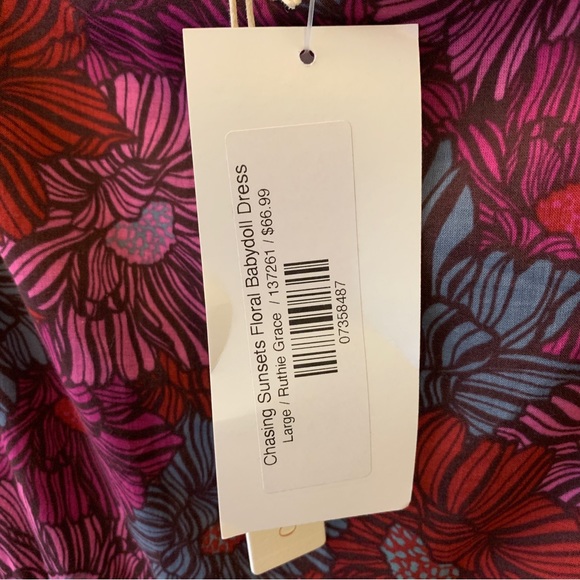 Chasing Sunsets Floral Babydoll Dress
Large / Ruthie Grace / 137261 / $66.99
07358487